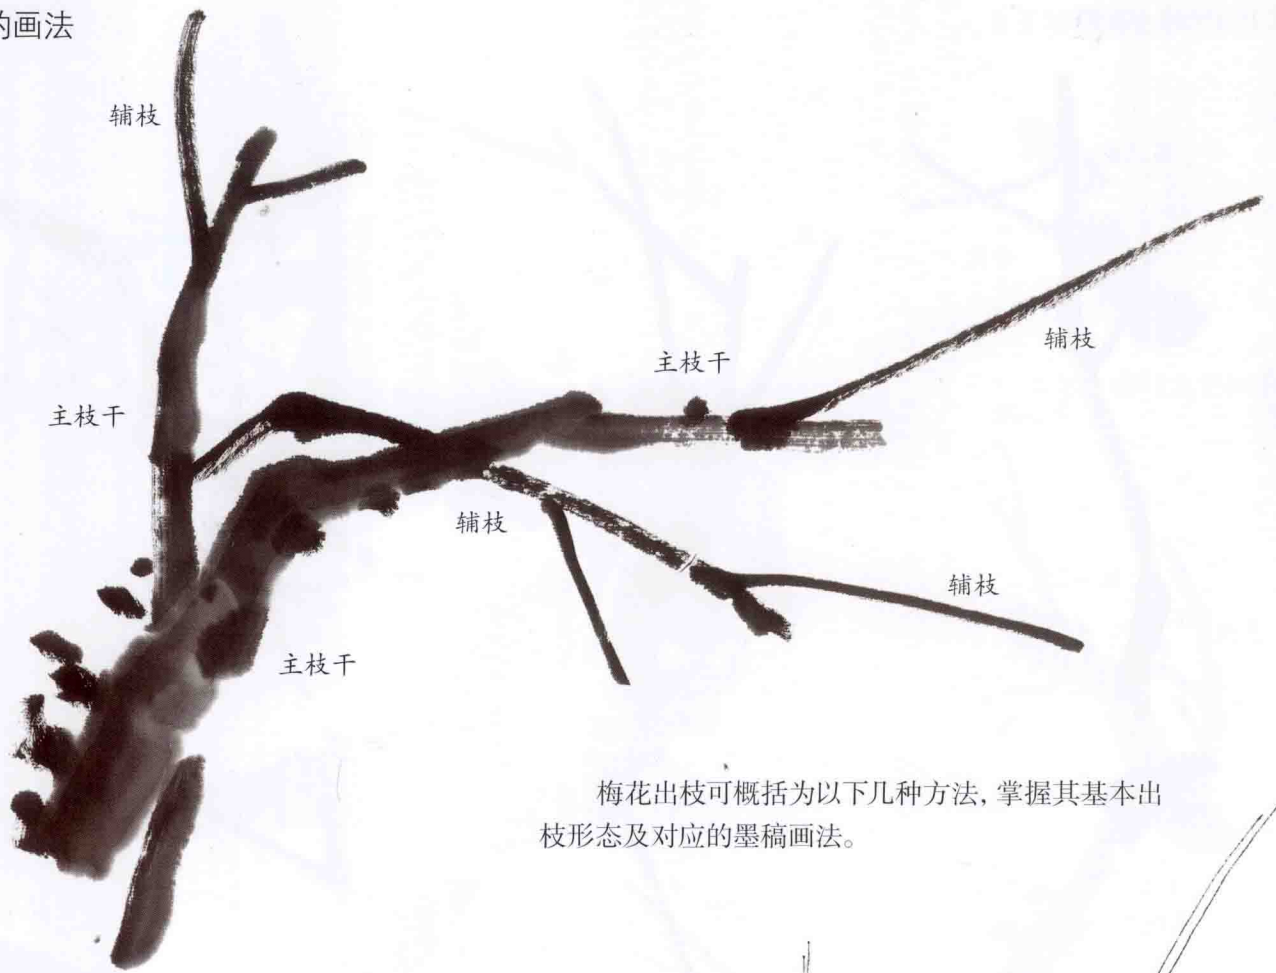 的画法
辅枝
辅枝
主枝干
主枝干
辅枝
辅枝
主枝干
梅花出枝可概括为以下几种方法,掌握其基本出
枝形态及对应的墨稿画法。